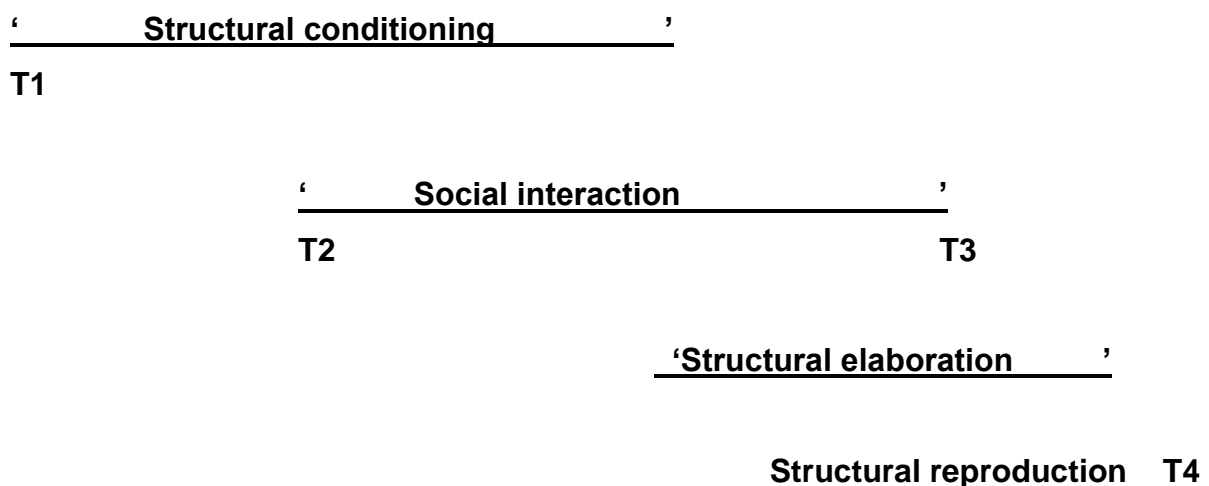 ‘ Structural conditioning ’
T1
‘ Social interaction ’
T2 T3
‘Structural elaboration ’
Structural reproduction T4